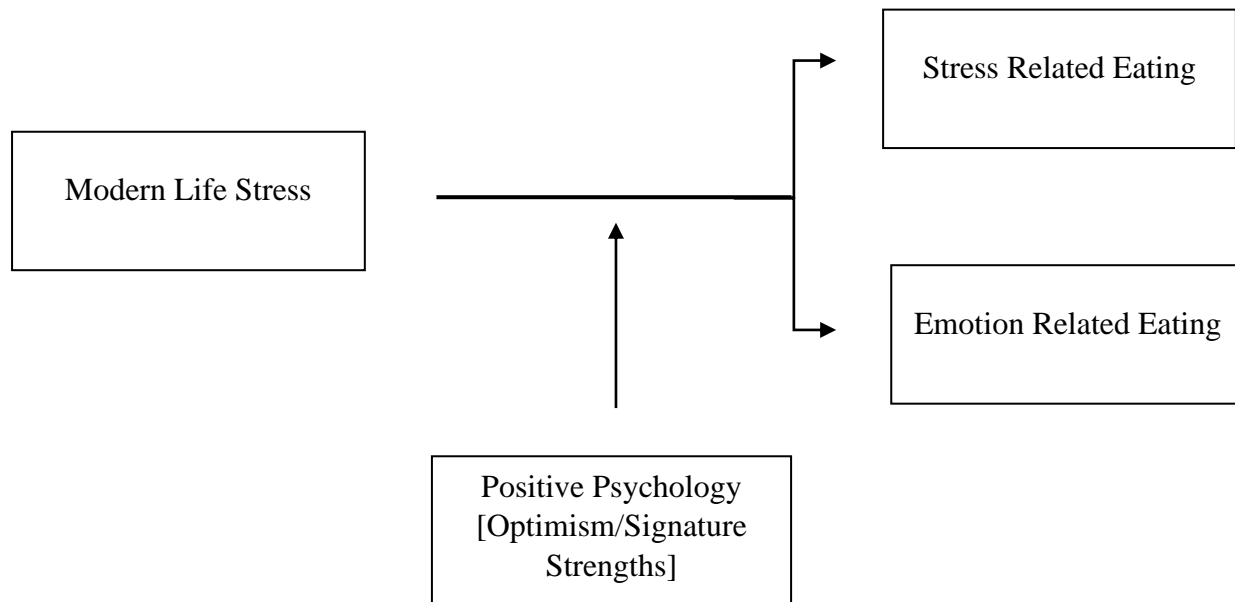 Stress Related Eating
Modern Life Stress
Emotion Related Eating
Positive Psychology
[Optimism/Signature
Strengths]